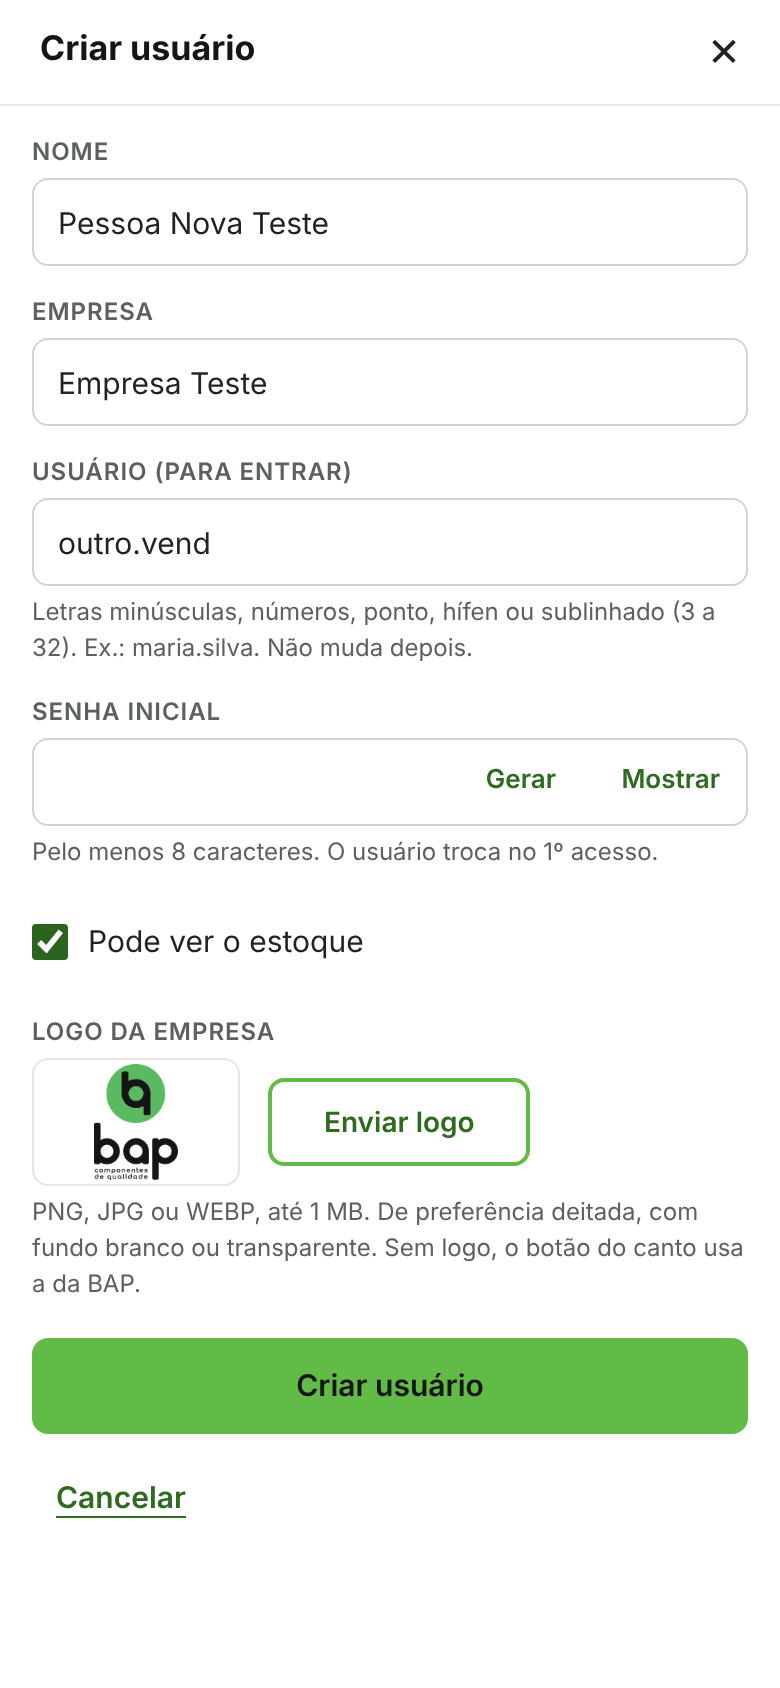 Criar usuário
NOME
Pessoa Nova Teste
EMPRESA
Empresa Teste
USUÁRIO (PARA ENTRAR)
outro.vend
Letras minúsculas, números, ponto, hífen ou sublinhado (3 a
32). Ex.: maria.silva. Não muda depois.
SENHA INICIAL
Gerar Mostrar
Pelo menos 8 caracteres. O usuário troca no 1º acesso.
Pode ver o estoque
LOGO DA EMPRESA
bap
componentes
de qualidade
Enviar logo
PNG, JPG ou WEBP, até 1 MB. De preferência deitada, com
fundo branco ou transparente. Sem logo, o botão do canto usa
a da BAP.
Criar usuário
Cancelar